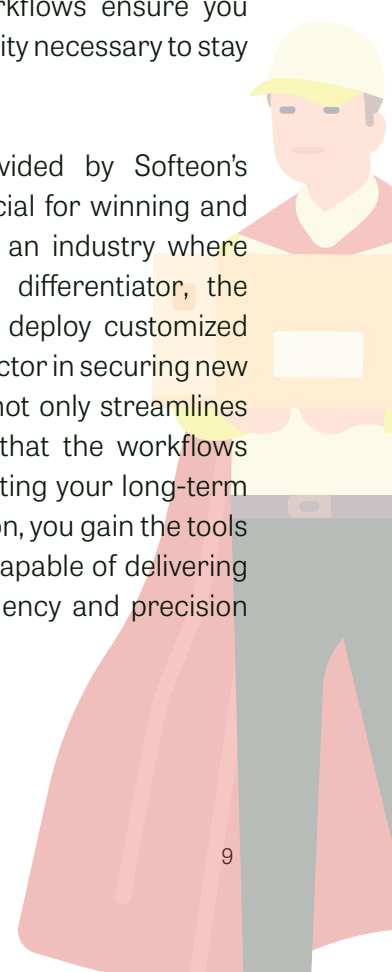 rkflows ensure you
ity necessary to stay
vided by Softeon’s
cial for winning and
an industry where
differentiator, the
deploy customized
ctor in securing new
not only streamlines
that the workflows
ting your long-term
on, you gain the tools
apable of delivering
ency and precision
9